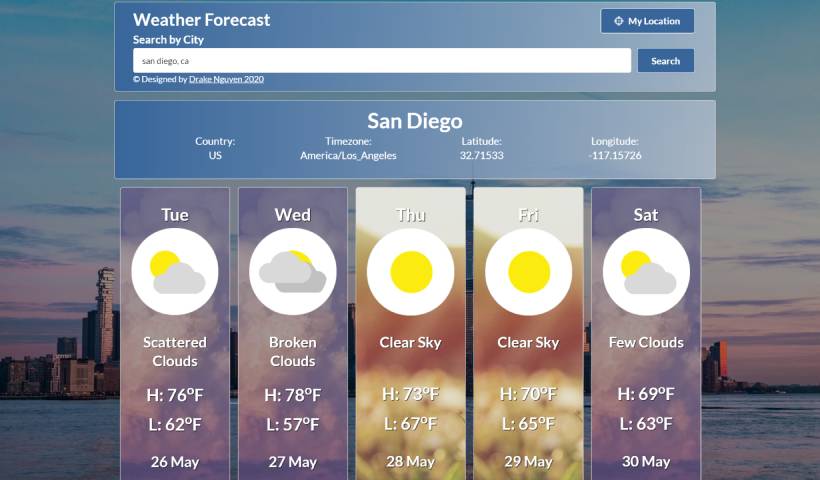 Weather Forecast
My Location
Search by City
san diego, ca
Search
© Designed by Drake Nguyen 2020
San Diego
Country: Timezone: Latitude: Longitude:
US America/Los_Angeles 32.71533 -117.15726
Tue
Scattered
Clouds
H: 76°F
L: 62°F
26 May
Wed
Broken
Clouds
H: 78°F
L: 57°F
27 May
Thu
Clear Sky
H: 73°F
L: 67°F
28 May
Fri
Clear Sky
H: 70°F
L: 65°F
29 May
Sat
Few Clouds
H: 69°F
L: 63°F
30 May